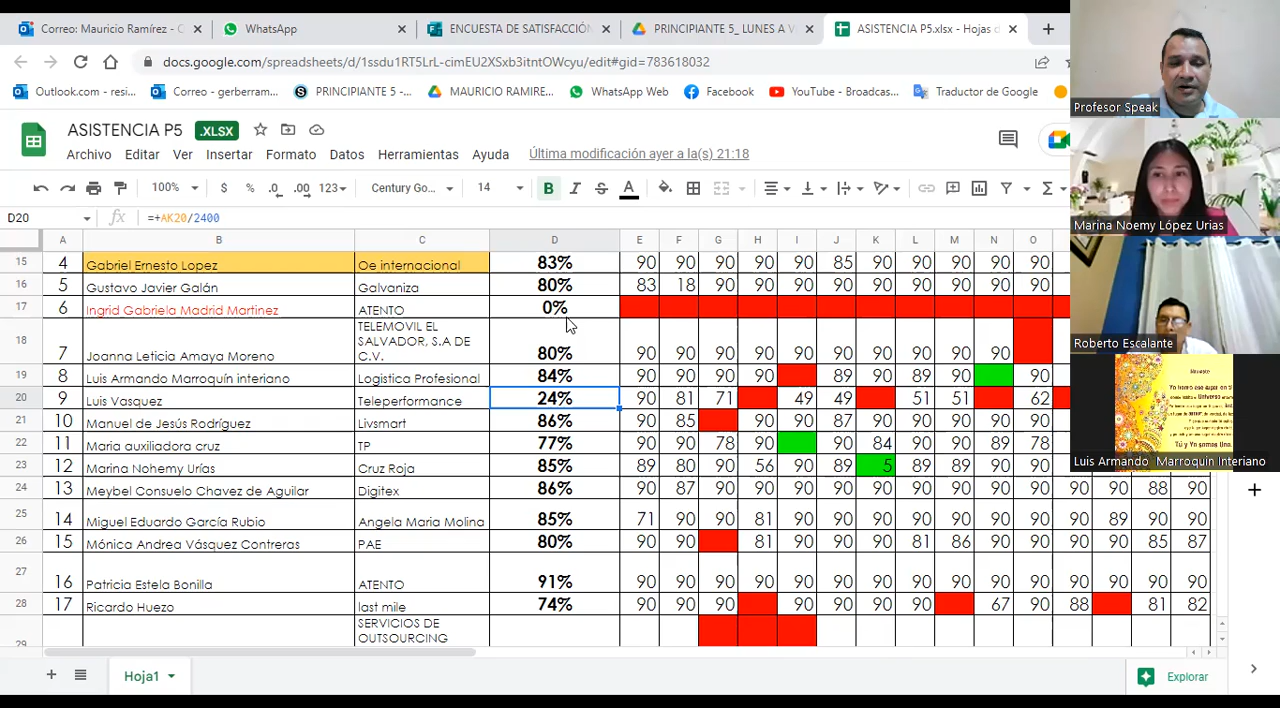 Correo: Mauricio Ramírez - C
WhatsApp
ENCUESTA DE SATISFACCIÓN
PRINCIPIANTE 5_ LUNES A V
ASISTENCIA P5.xlsx - Hojas d
docs.google.com/spreadsheets/d/1ssdu1RT5LrL-cimEU2XSxb3itntOWcyu/edit#gid=783618032
Outlook.com - resi...
Correo - gerberram...
PRINCIPIANTE 5 -...
MAURICIO RAMIRE...
WhatsApp Web
Facebook
YouTube - Broadcas...
Traductor de Google
ASISTENCIA P5 .XLSX
Archivo Editar Ver Insertar Formato Datos Herramientas Ayuda Última modificación ayer a la(s) 21:18
100% $ % .0 .00 123 Century Go... 14 B I S A Σ
D20 fx =+AK20/2400
A B C D E F G H I J K L M N O
15 4 Gabriel Ernesto Lopez Oe internacional 83% 90 90 90 90 90 85 90 90 90 90 90
16 5 Gustavo Javier Galán Galvaniza 80% 83 18 90 90 90 90 90 90 90 90 90
17 6 Ingrid Gabriela Madrid Martinez ATENTO 0%
18 7 Joanna Leticia Amaya Moreno TELEMOVIL EL
SALVADOR, S.A DE
C.V. 80% 90 90 90 90 90 90 90 90 90 90
19 8 Luis Armando Marroquín interiano Logistica Profesional 84% 90 90 90 90 89 90 89 90 90
20 9 Luis Vasquez Teleperformance 24% 90 81 71 49 49 51 51 62
21 10 Manuel de Jesús Rodríguez Livsmart 86% 90 85 90 90 87 90 90 90 90 90
22 11 Maria auxiliadora cruz TP 77% 90 90 78 90 90 84 90 90 89 78
23 12 Marina Nohemy Urías Cruz Roja 85% 89 80 90 56 90 89 5 89 89 90 90
24 13 Meybel Consuelo Chavez de Aguilar Digitex 86% 90 87 90 90 90 90 90 90 90 90 90 90 90 88 90
25 14 Miguel Eduardo García Rubio Angela Maria Molina 85% 71 90 90 81 90 90 90 90 90 90 90 90 89 90 90
26 15 Mónica Andrea Vásquez Contreras PAE 80% 90 90 81 90 90 90 81 86 90 90 90 90 85 87
27 16 Patricia Estela Bonilla ATENTO 91% 90 90 90 90 90 90 90 90 90 90 90 90 90 90 90
28 17 Ricardo Huezo last mile 74% 90 90 90 90 90 90 90 67 90 88 81 82
29 SERVICIOS DE
OUTSOURCING
Hoja1
Explorar
Profesor Speak
Marina Noemy López Urias
Roberto Escalante
Tú y Yo somos Uno.
Luis Armando Marroquin Interiano